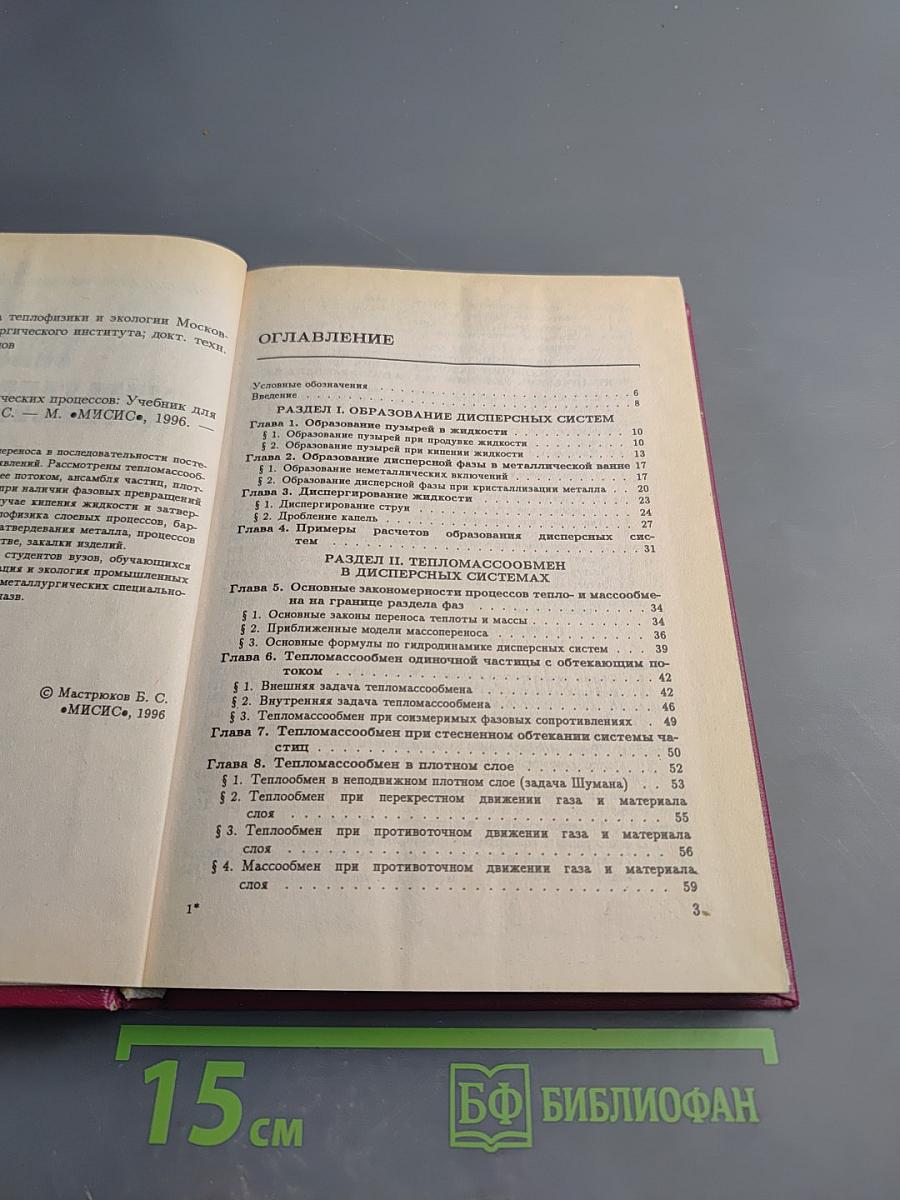 а теплофизики и экологии Москов-
ргического института; докт. техн.
ов
ческих процессов: Учебник для
С. — М. «МИСИС», 1996. —
переноса в последовательности посте-
явлений. Рассмотрены тепломассооб-
ее потоком, ансамбля частиц, плот-
при наличии фазовых превращений
учае кипения жидкости и затвер-
лофизика слоевых процессов, бар-
атвердевания металла, процессов
стве, закалки изделий.
студентов вузов, обучающихся
ация и экология промышленных
металлургических специально-
назв.
© Мастрюков Б. С.
«МИСИС», 1996
ОГЛАВЛЕНИЕ
Условные обозначения . . . . . . . . . . 6
Введение . . . . . . . . . . 8
РАЗДЕЛ I. ОБРАЗОВАНИЕ ДИСПЕРСНЫХ СИСТЕМ
Глава 1. Образование пузырей в жидкости . . . . . . . . . . 10
§ 1. Образование пузырей при продувке жидкости . . . . . . . . . . 10
§ 2. Образование пузырей при кипении жидкости . . . . . . . . . . 13
Глава 2. Образование дисперсной фазы в металлической ванне 17
§ 1. Образование неметаллических включений . . . . . . . . . . 17
§ 2. Образование дисперсной фазы при кристаллизации металла . . 20
Глава 3. Диспергирование жидкости . . . . . . . . . . 23
§ 1. Диспергирование струи . . . . . . . . . . 24
§ 2. Дробление капель . . . . . . . . . . 27
Глава 4. Примеры расчетов образования дисперсных сис-
тем . . . . . . . . . . 31
РАЗДЕЛ II. ТЕПЛОМАССООБМЕН
В ДИСПЕРСНЫХ СИСТЕМАХ
Глава 5. Основные закономерности процессов тепло- и массообме-
на на границе раздела фаз . . . . . . . . . . 34
§ 1. Основные законы переноса теплоты и массы . . . . . . . . . . 34
§ 2. Приближенные модели массопереноса . . . . . . . . . . 36
§ 3. Основные формулы по гидродинамике дисперсных систем . . . . 39
Глава 6. Тепломассообмен одиночной частицы с обтекающим по-
током . . . . . . . . . . 42
§ 1. Внешняя задача тепломассообмена . . . . . . . . . . 42
§ 2. Внутренняя задача тепломассообмена . . . . . . . . . . 46
§ 3. Тепломассообмен при соизмеримых фазовых сопротивлениях . 49
Глава 7. Тепломассообмен при стесненном обтекании системы ча-
стиц . . . . . . . . . . 50
Глава 8. Тепломассообмен в плотном слое . . . . . . . . . . 52
§ 1. Теплообмен в неподвижном плотном слое (задача Шумана) . . 53
§ 2. Теплообмен при перекрестном движении газа и материала
слоя . . . . . . . . . . 55
§ 3. Теплообмен при противоточном движении газа и материала
слоя . . . . . . . . . . 56
§ 4. Массообмен при противоточном движении газа и материала
слоя . . . . . . . . . . 59
1*
3
15 см
БФ БИБЛИОФАН